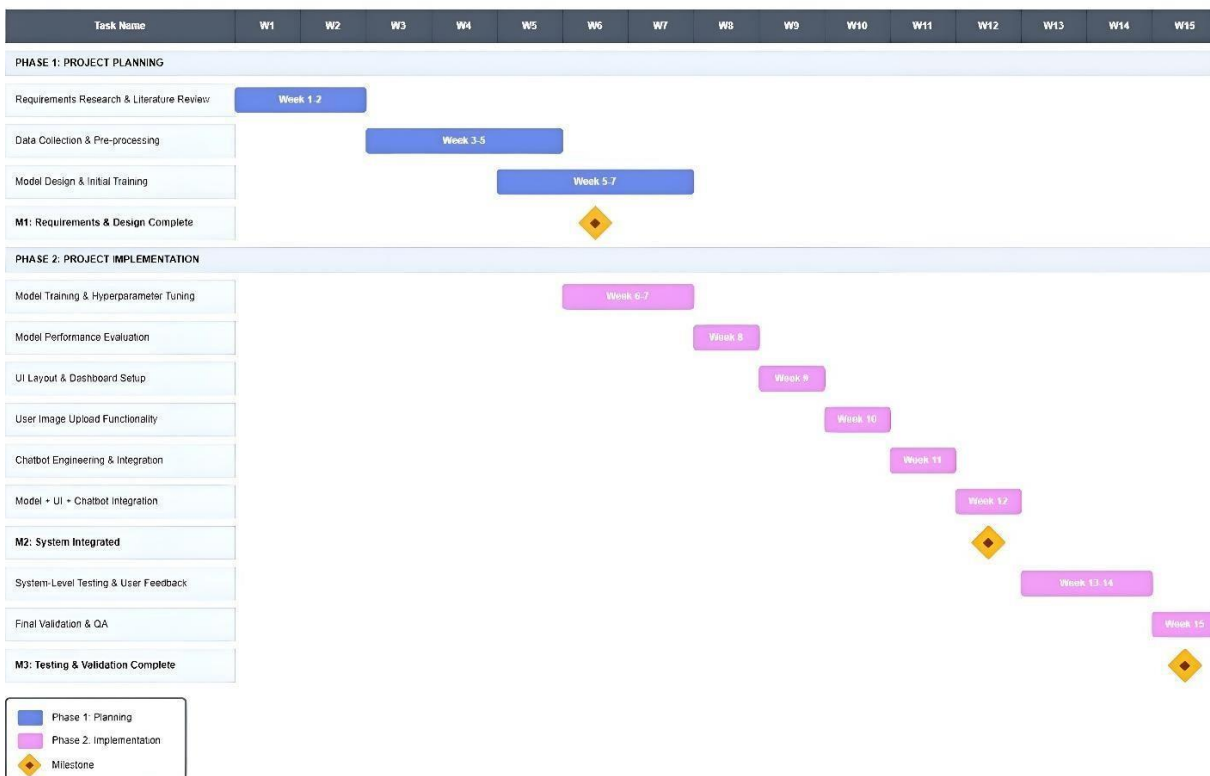 Task Name W1 W2 W3 W4 W5 W6 W7 W8 W9 W10 W11 W12 W13 W14 W15
PHASE 1: PROJECT PLANNING
Requirements Research & Literature Review Week 1-2
Data Collection & Pre-processing Week 3-5
Model Design & Initial Training Week 5-7
M1: Requirements & Design Complete
PHASE 2: PROJECT IMPLEMENTATION
Model Training & Hyperparameter Tuning Week 6-7
Model Performance Evaluation Week 8
UI Layout & Dashboard Setup Week 9
User Image Upload Functionality Week 10
Chatbot Engineering & Integration Week 11
Model + UI + Chatbot Integration Week 12
M2: System Integrated
System-Level Testing & User Feedback Week 13-14
Final Validation & QA Week 15
M3: Testing & Validation Complete
Phase 1: Planning
Phase 2: Implementation
Milestone